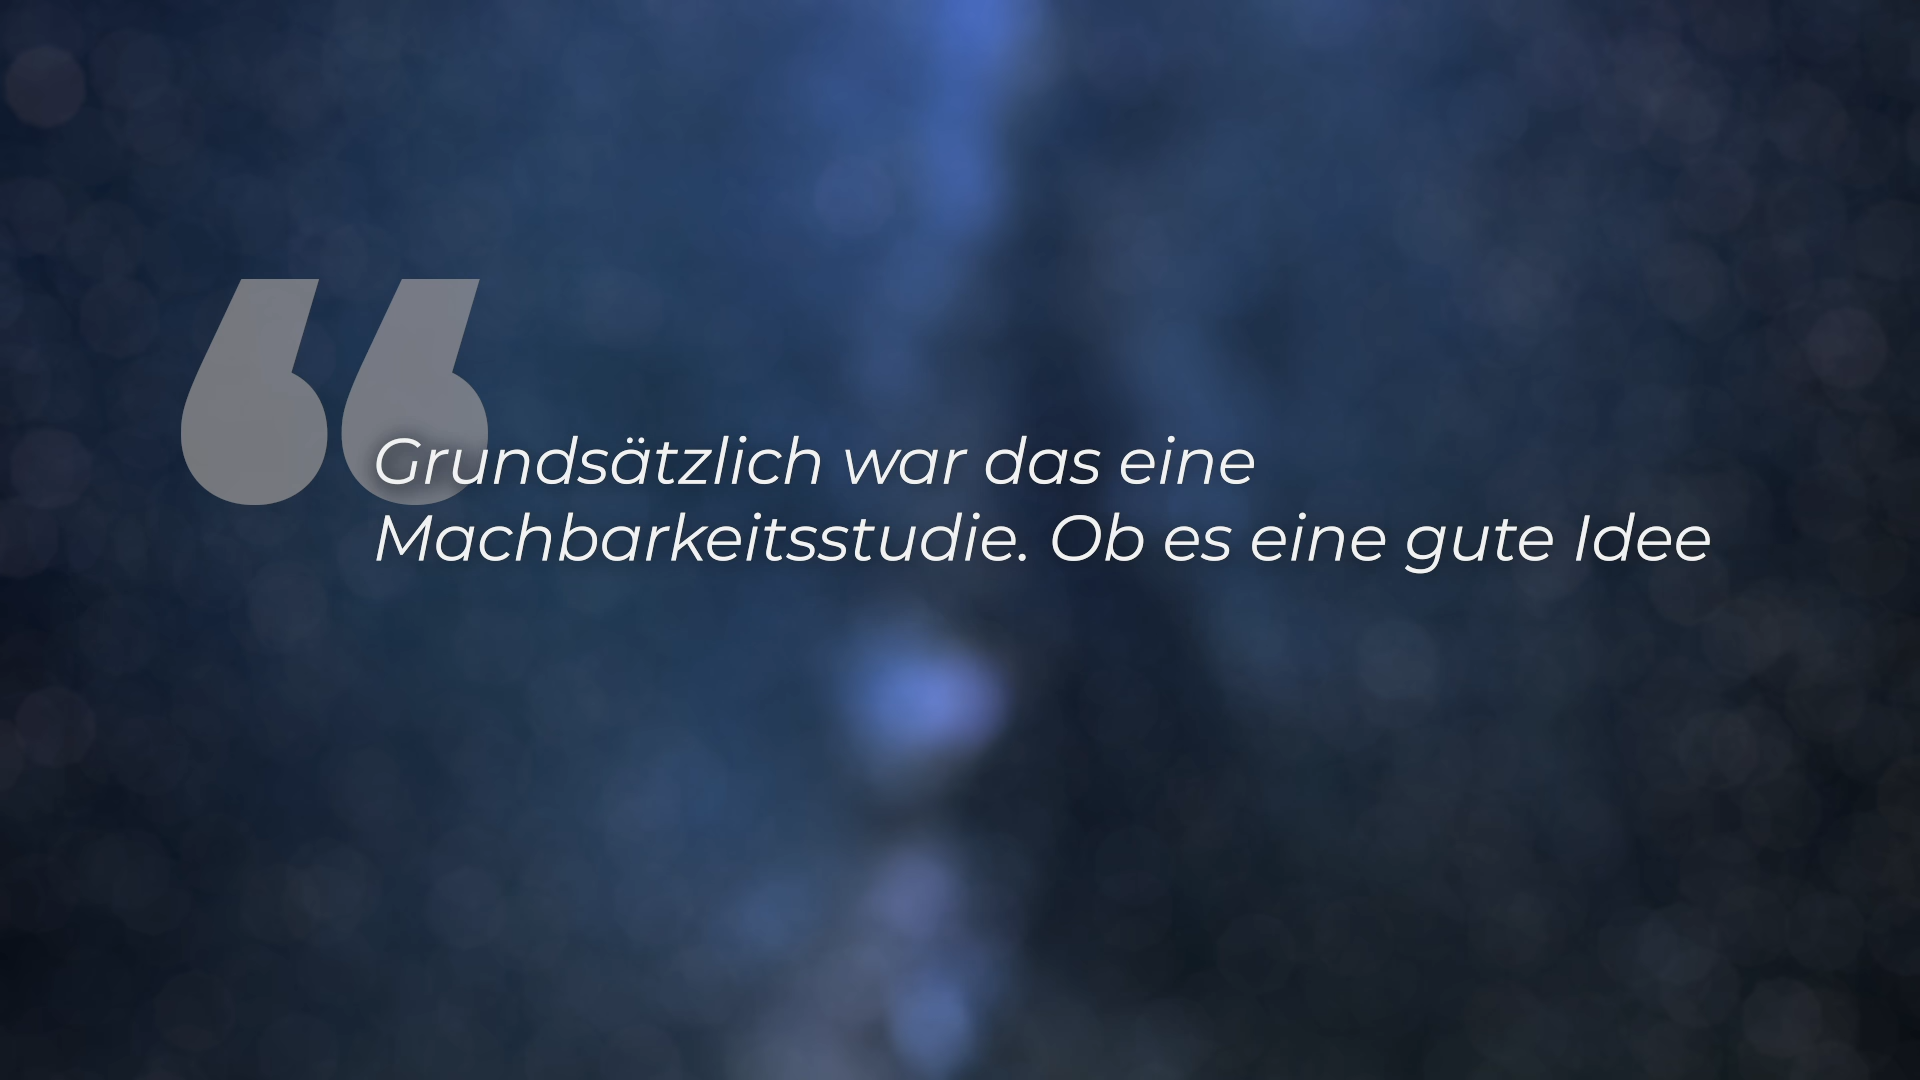 “
Grundsätzlich war das eine
Machbarkeitsstudie. Ob es eine gute Idee